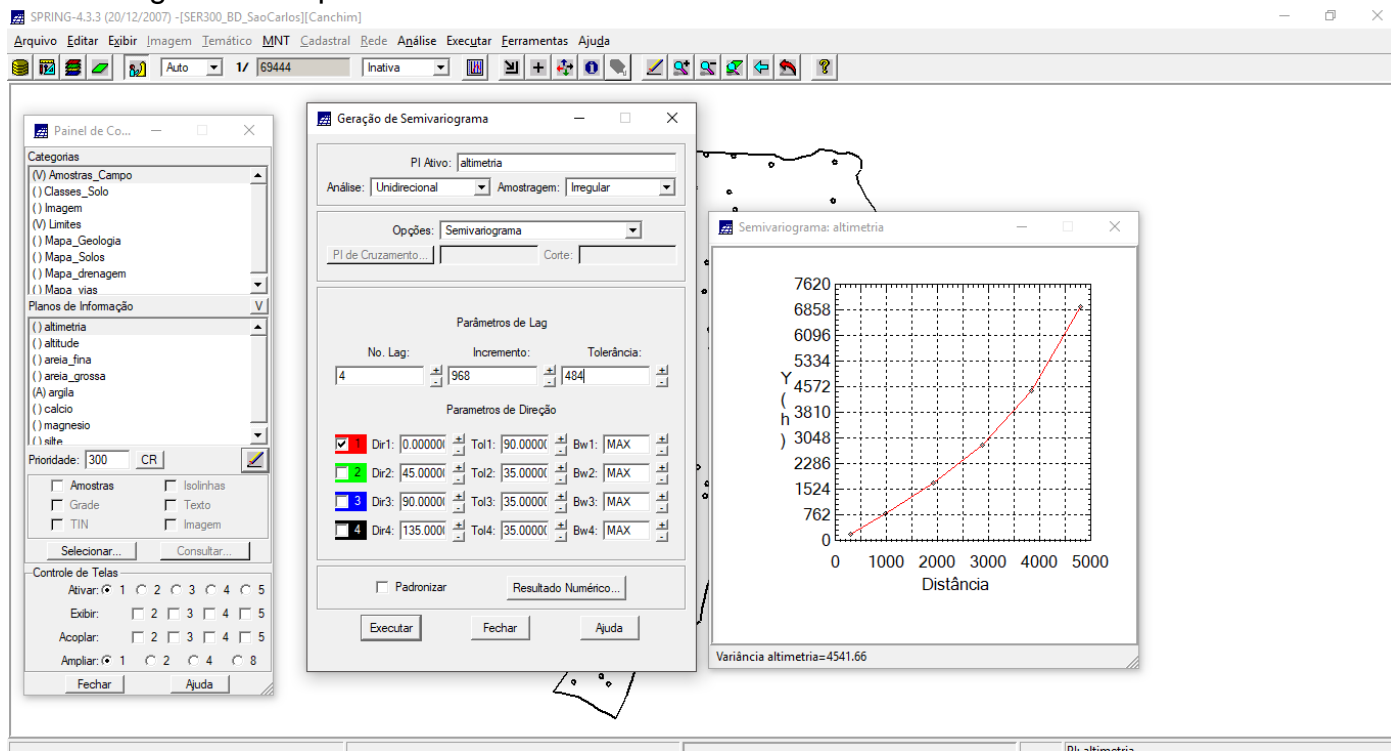 SPRING-4.3.3 (20/12/2007) -[SER300_BD_SaoCarlos][Canchim]
Arquivo Editar Exibir Imagem Temático MNT Cadastral Rede Análise Executar Ferramentas Ajuda
Auto 1/ 69444 Inativa
Painel de Co...
Categorias
(V) Amostras_Campo
( ) Classes_Solo
( ) Imagem
(V) Limites
( ) Mapa_Geologia
( ) Mapa_Solos
( ) Mapa_drenagem
( ) Mapa_vias
Planos de Informação V
( ) altimetria
( ) altitude
( ) areia_fina
( ) areia_grossa
(A) argila
( ) calcio
( ) magnesio
( ) silte
Prioridade: 300 CR
Amostras Isolinhas
Grade Texto
TIN Imagem
Selecionar... Consultar...
Controle de Telas
Ativar: 1 2 3 4 5
Exibir: 2 3 4 5
Acoplar: 2 3 4 5
Ampliar: 1 2 4 8
Fechar Ajuda
Geração de Semivariograma
PI Ativo: altimetria
Análise: Unidirecional Amostragem: Irregular
Opções: Semivariograma
PI de Cruzamento... Corte:
Parâmetros de Lag
No. Lag: Incremento: Tolerância:
4 968 484
Parametros de Direção
1 Dir1: 0.00000 Tol1: 90.0000 Bw1: MAX
2 Dir2: 45.0000 Tol2: 35.0000 Bw2: MAX
3 Dir3: 90.0000 Tol3: 35.0000 Bw3: MAX
4 Dir4: 135.000 Tol4: 35.0000 Bw4: MAX
Padronizar Resultado Numérico...
Executar Fechar Ajuda
Semivariograma: altimetria
7620
6858
6096
5334
4572
3810
3048
2286
1524
762
0
Y(h)
0 1000 2000 3000 4000 5000
Distância
Variância altimetria=4541.66
PI: altimetria